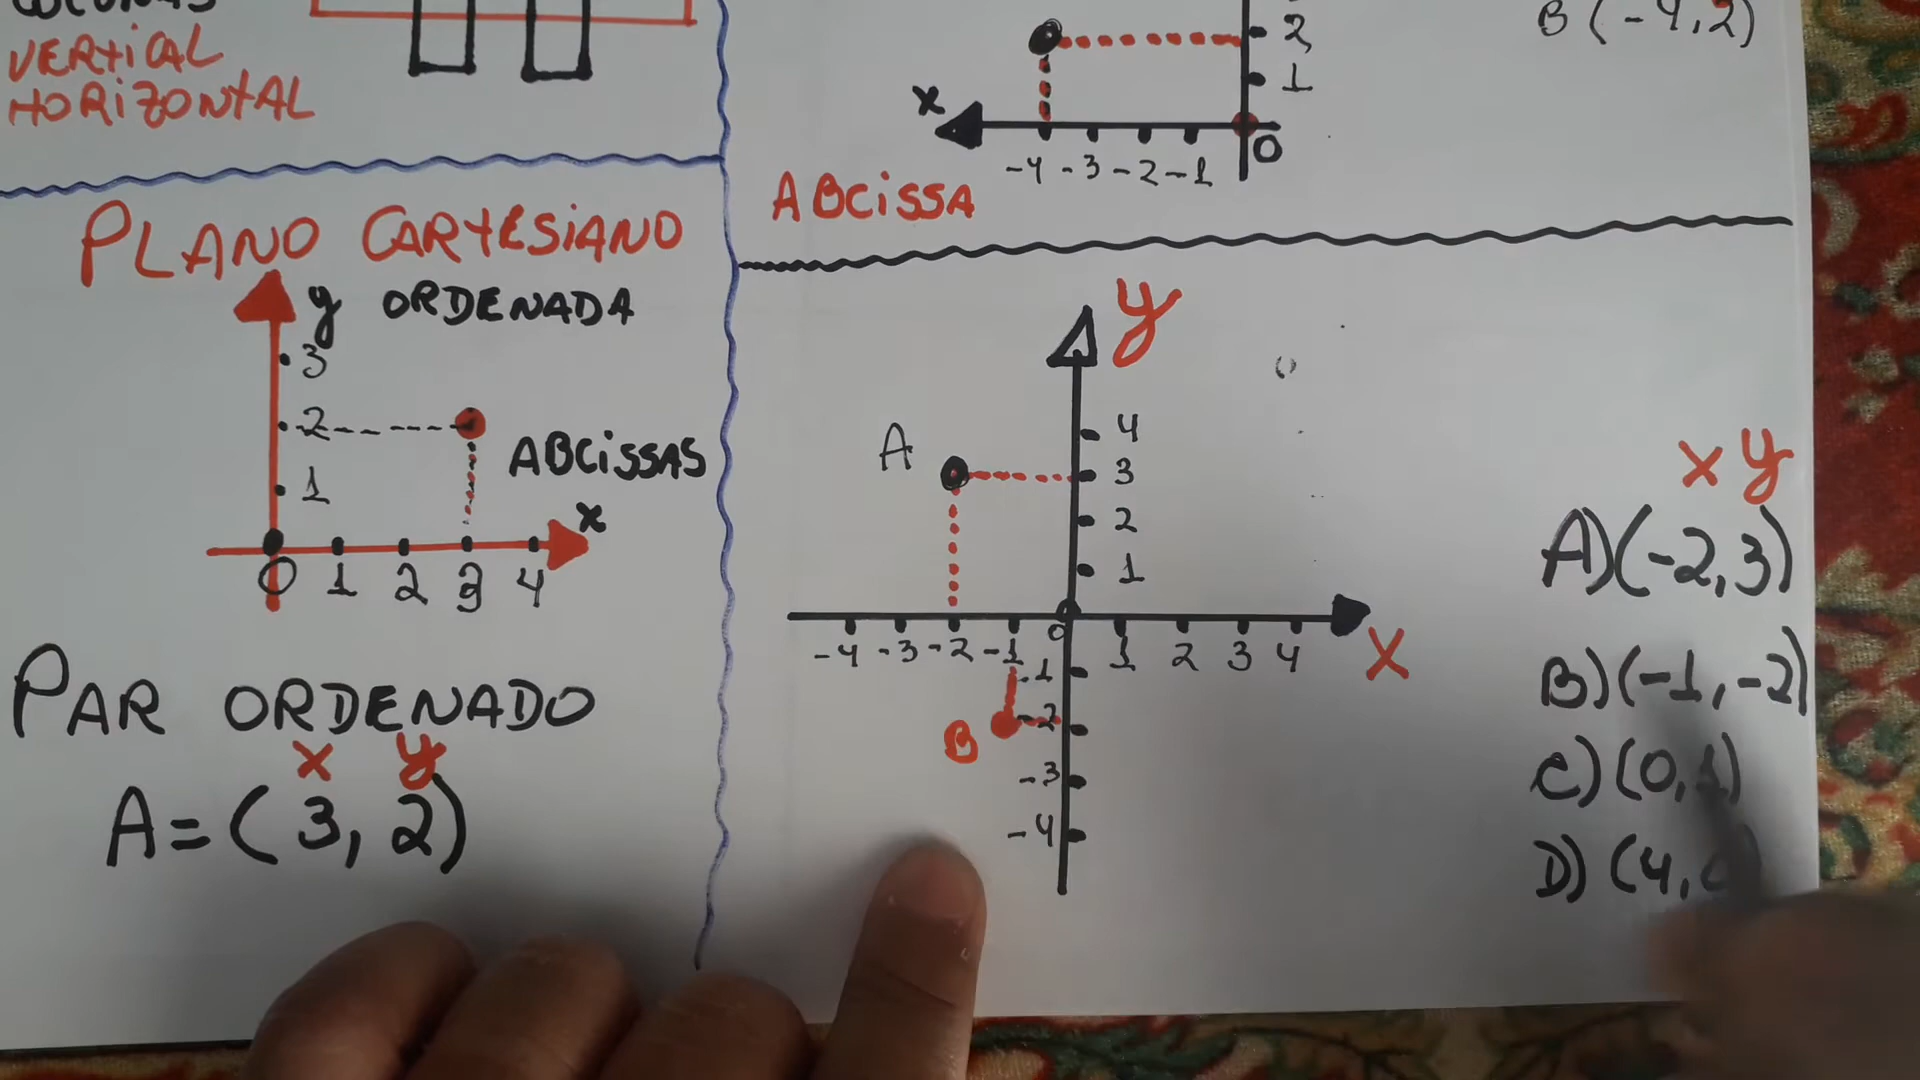 VERTICAL
HORIZONTAL
PLANO CARTESIANO
y ORDENADA
3
2
1
ABCISSAS
x
0 1 2 3 4
PAR ORDENADO
x y
A = ( 3, 2)
B (-4,2)
2
1
x
0
-4 -3 -2 -1
ABCISSA
y
4
A
3
2
1
0
-4 -3 -2 -1 1 2 3 4
x
-1
-2
B
-3
-4
x y
A) (-2,3)
B) (-1,-2)
C) (0,1)
D) (4,